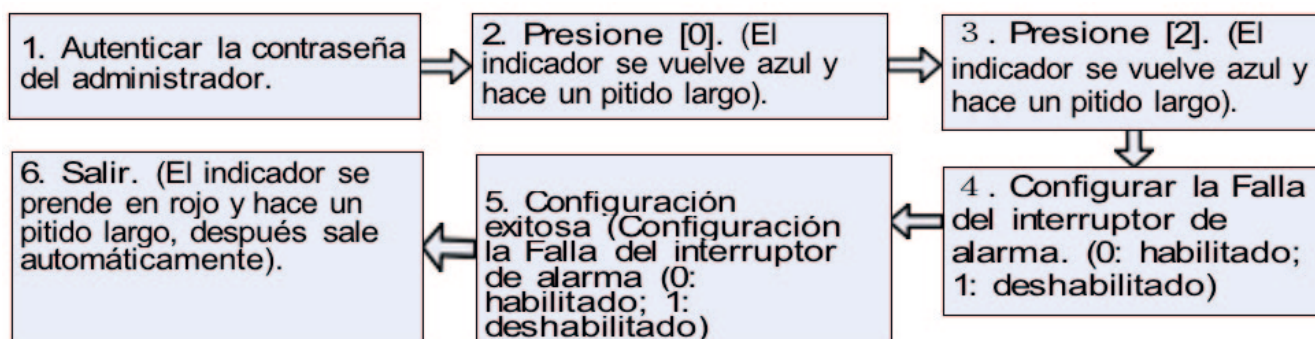 1. Autenticar la contraseña
del administrador.
2. Presione [0]. (El
indicador se vuelve azul y
hace un pitido largo).
3. Presione [2]. (El
indicador se vuelve azul y
hace un pitido largo).
4. Configurar la Falla
del interruptor de
alarma. (0: habilitado;
1: deshabilitado)
5. Configuración
exitosa (Configuración
la Falla del interruptor
de alarma (0:
habilitado; 1:
deshabilitado)
6. Salir. (El indicador se
prende en rojo y hace un
pitido largo, después sale
automáticamente).